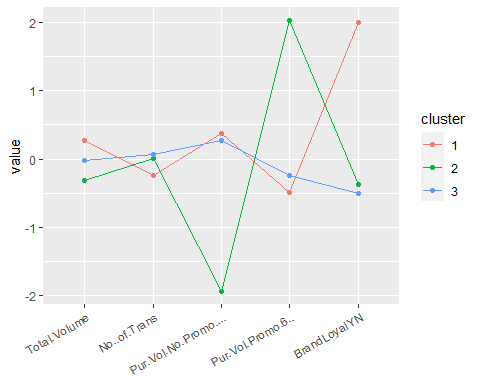 2
1
0
-1
-2
value
Total.Volume
No..of.Trans
Pur.Vol.No.Promo....
Pur.Vol.Promo.6..
BrandLoyalYN
cluster
1
2
3